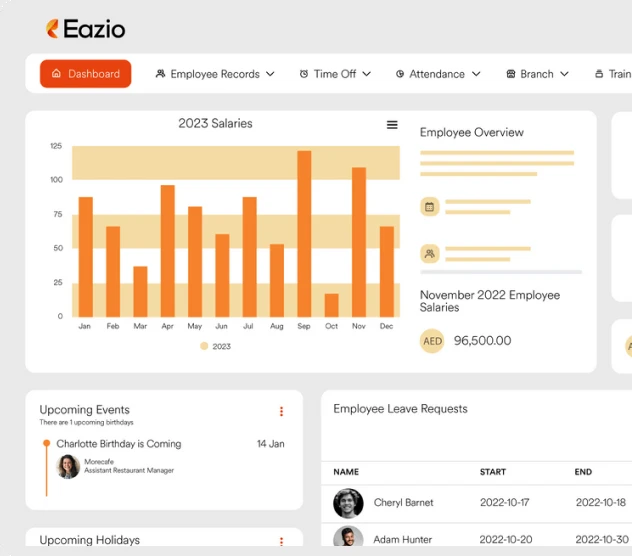 Eazio
Dashboard
Employee Records
Time Off
Attendance
Branch
Train
2023 Salaries
125
100
75
50
25
0
Jan Feb Mar Apr May Jun Jul Aug Sep Oct Nov Dec
2023
Employee Overview
November 2022 Employee
Salaries
AED 96,500.00
Upcoming Events
There are 1 upcoming birthdays
Charlotte Birthday is Coming 14 Jan
Morecafe
Assistant Restaurant Manager
Upcoming Holidays
Employee Leave Requests
NAME START END
Cheryl Barnet 2022-10-17 2022-10-18
Adam Hunter 2022-10-20 2022-10-30